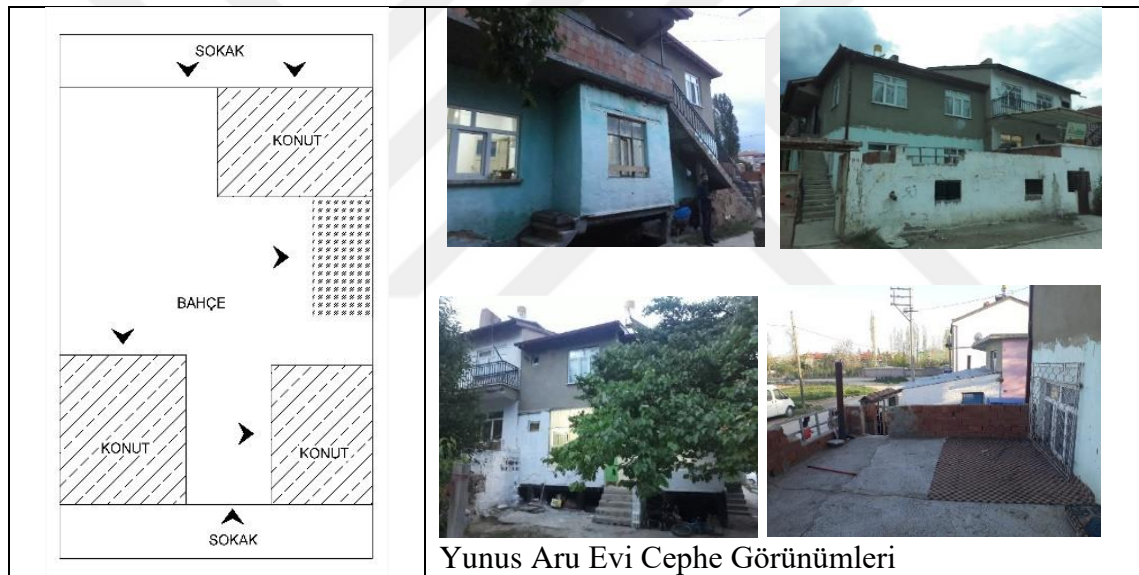 SOKAK
KONUT
BAHÇE
KONUT
KONUT
SOKAK
Yunus Aru Evi Cephe Görünümleri